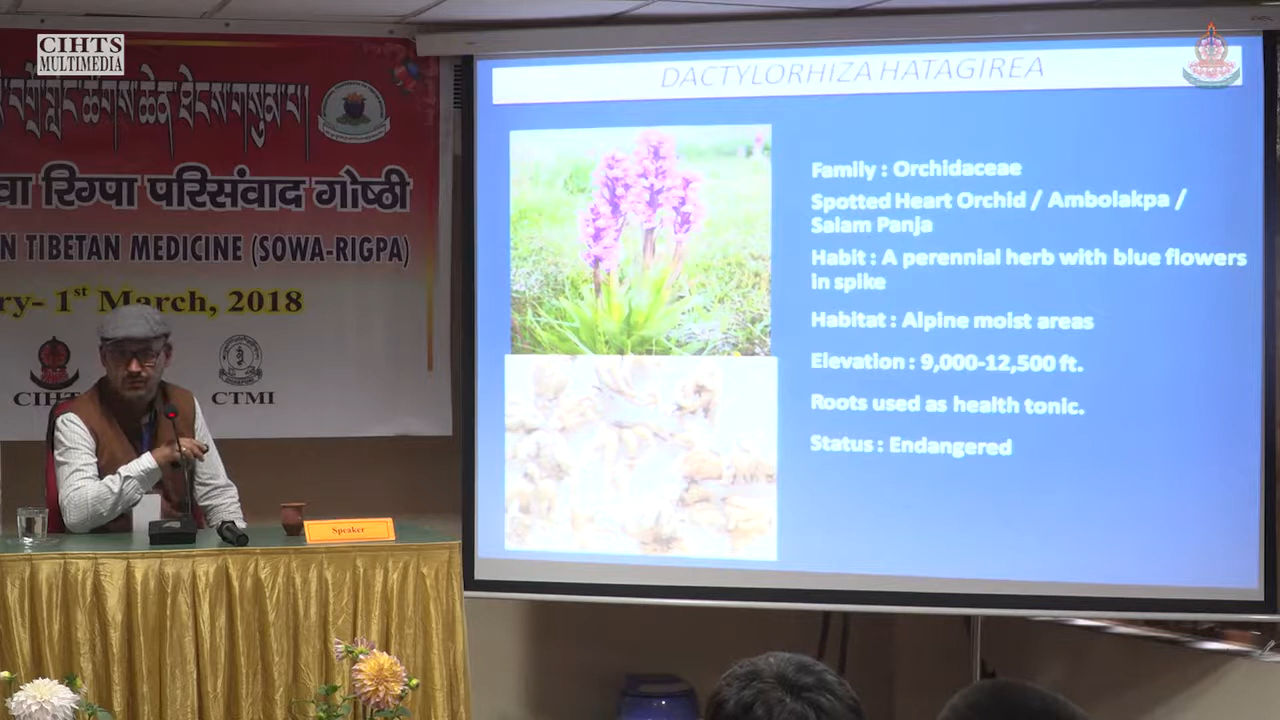 CIHTS
MULTIMEDIA
वा रिग्पा परिसंवाद गोष्ठी
N TIBETAN MEDICINE (SOWA-RIGPA)
ry- 1st March, 2018
CTMI
Speaker
DACTYLORHIZA HATAGIREA
Family : Orchidaceae
Spotted Heart Orchid / Ambolakpa /
Salam Panja
Habit : A perennial herb with blue flowers
in spike
Habitat : Alpine moist areas
Elevation : 9,000-12,500 ft.
Roots used as health tonic.
Status : Endangered